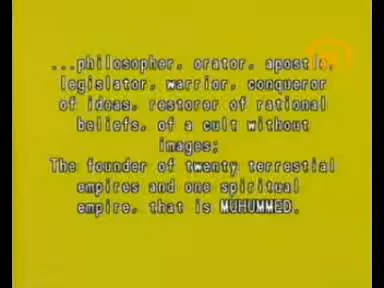 ...philosopher, orator, apostle,
legislator, warrior, conqueror
of ideas, restorer of rational
beliefs, of a cult without
images;
The founder of twenty terrestial
empires and one spiritual
empire, that is MUHUMMED.